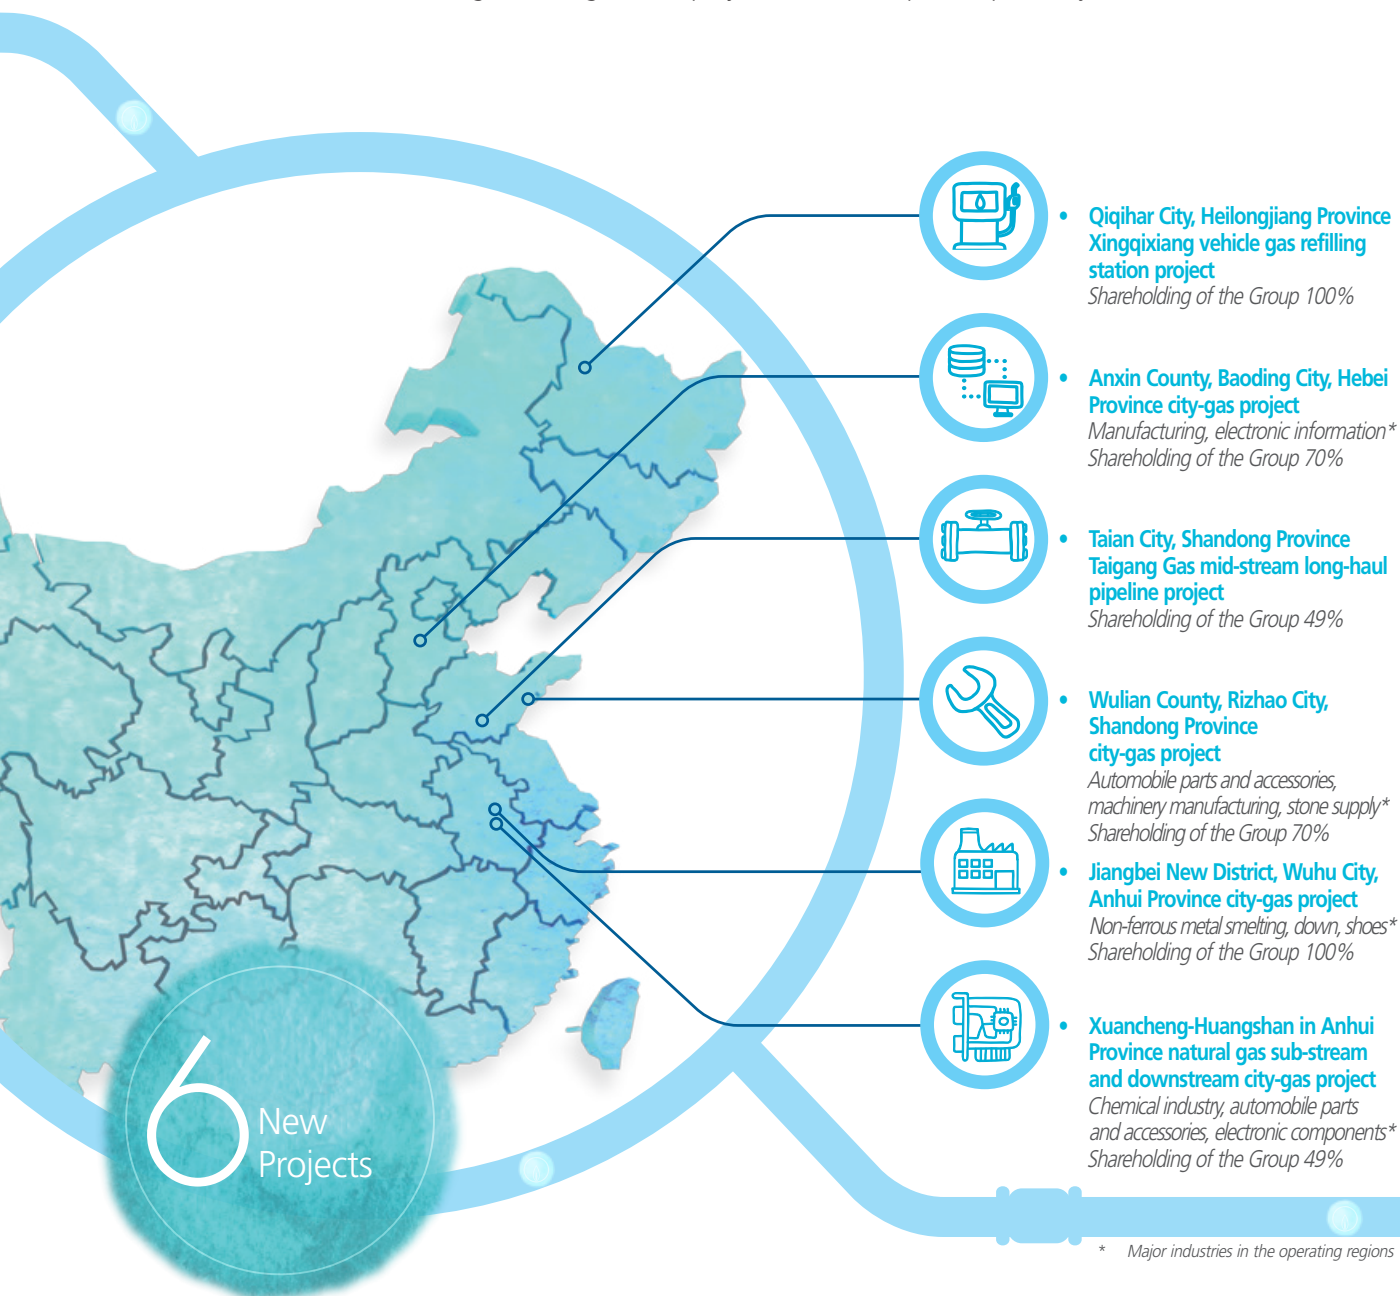 • Qiqihar City, Heilongjiang Province
Xingqixiang vehicle gas refilling
station project
Shareholding of the Group 100%
• Anxin County, Baoding City, Hebei
Province city-gas project
Manufacturing, electronic information*
Shareholding of the Group 70%
• Taian City, Shandong Province
Taigang Gas mid-stream long-haul
pipeline project
Shareholding of the Group 49%
• Wulian County, Rizhao City,
Shandong Province
city-gas project
Automobile parts and accessories,
machinery manufacturing, stone supply*
Shareholding of the Group 70%
• Jiangbei New District, Wuhu City,
Anhui Province city-gas project
Non-ferrous metal smelting, down, shoes*
Shareholding of the Group 100%
• Xuancheng-Huangshan in Anhui
Province natural gas sub-stream
and downstream city-gas project
Chemical industry, automobile parts
and accessories, electronic components*
Shareholding of the Group 49%
6 New
Projects
* Major industries in the operating regions